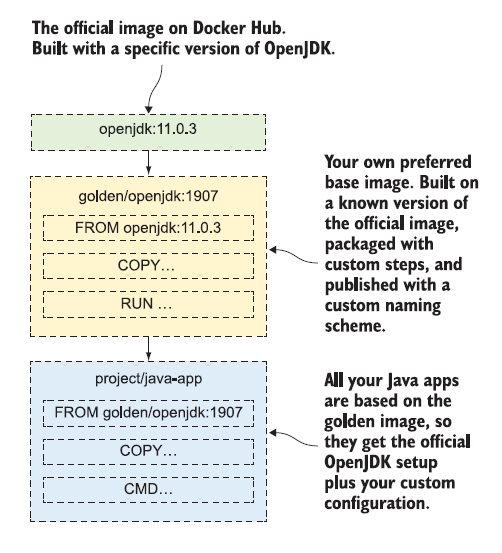 The official image on Docker Hub.
Built with a specific version of OpenJDK.
openjdk:11.0.3
golden/openjdk:1907
FROM openjdk:11.0.3
COPY...
RUN ...
Your own preferred
base image. Built on
a known version of
the official image,
packaged with
custom steps, and
published with a
custom naming
scheme.
project/java-app
FROM golden/openjdk:1907
COPY...
CMD...
All your Java apps
are based on the
golden image, so
they get the official
OpenJDK setup
plus your custom
configuration.